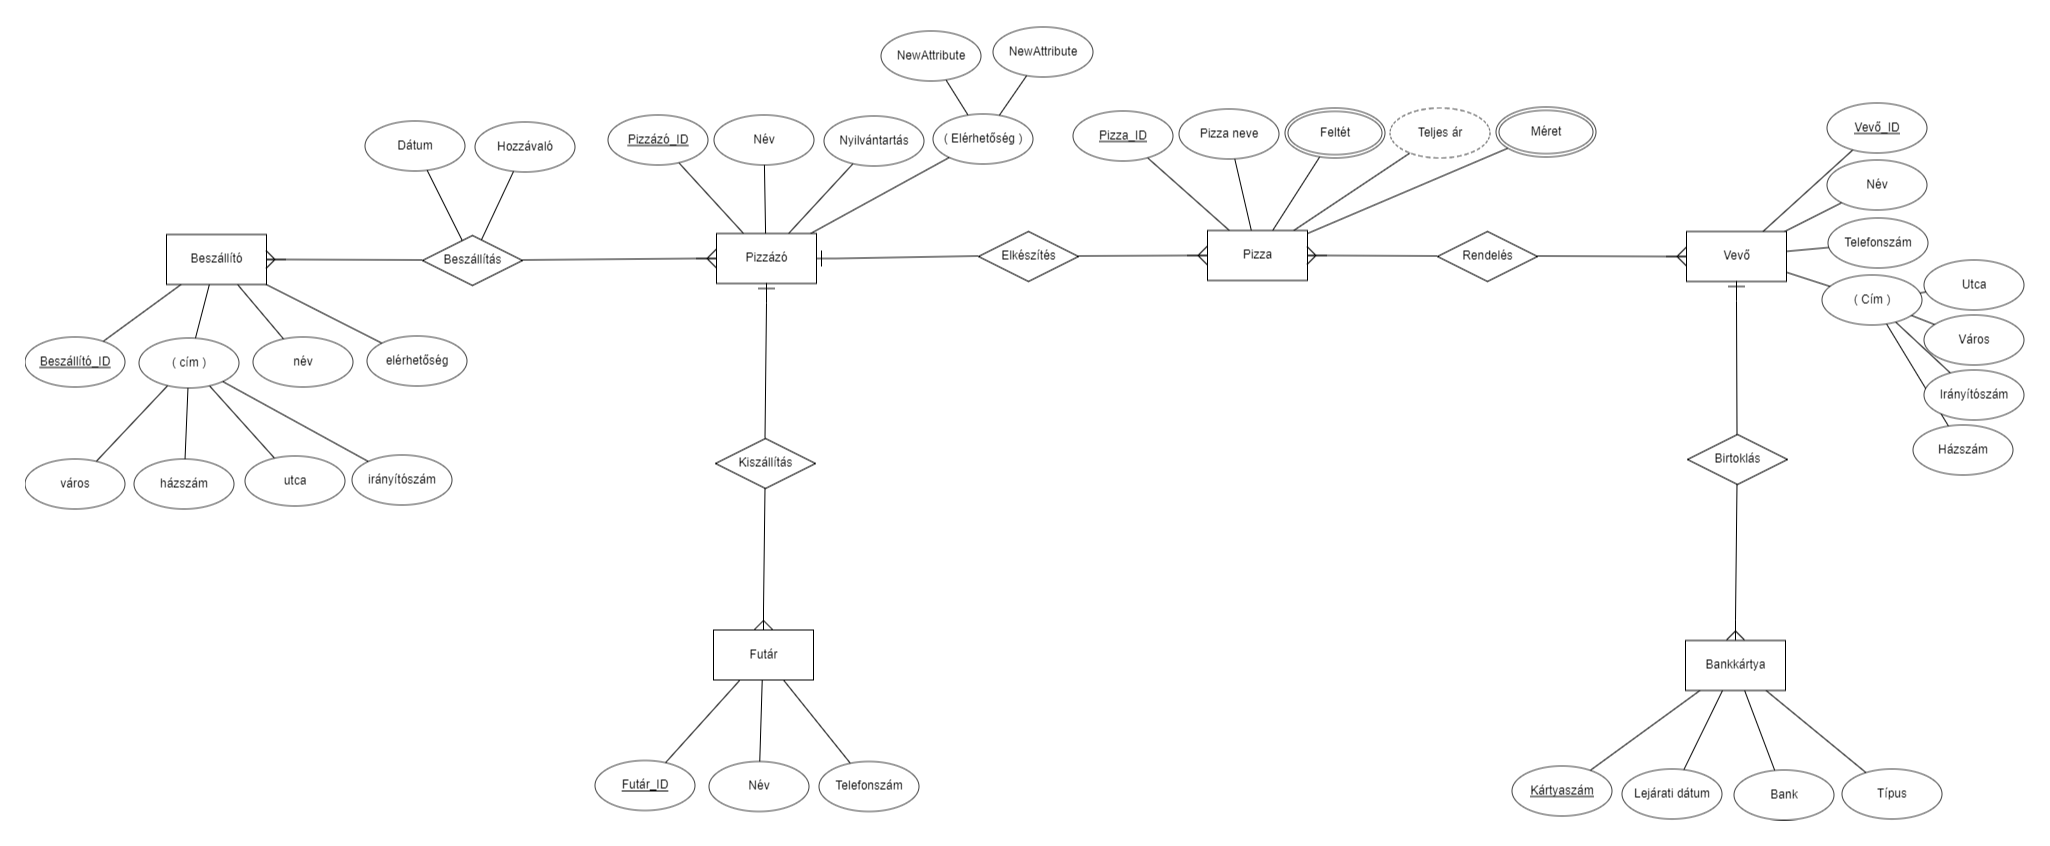 NewAttribute
NewAttribute
Dátum
Hozzávaló
Pizzázó_ID
Név
Nyilvántartás
( Elérhetőség )
Pizza_ID
Pizza neve
Feltét
Teljes ár
Méret
Vevő_ID
Név
Telefonszám
( Cím )
Utca
Város
Irányítószám
Házszám
Beszállító
Beszállítás
Pizzázó
Elkészítés
Pizza
Rendelés
Vevő
Beszállító_ID
( cím )
név
elérhetőség
város
házszám
utca
irányítószám
Kiszállítás
Birtoklás
Futár
Bankkártya
Futár_ID
Név
Telefonszám
Kártyaszám
Lejárati dátum
Bank
Típus